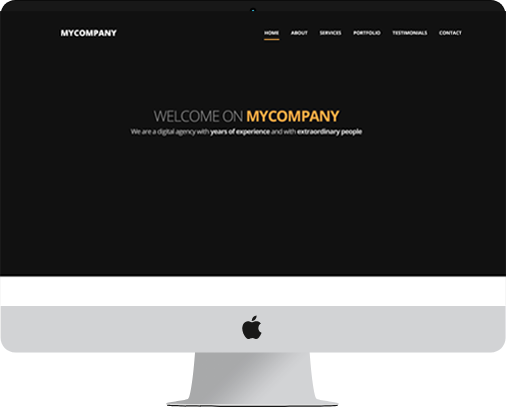 MYCOMPANY
HOME ABOUT SERVICES PORTFOLIO TESTIMONIALS CONTACT
WELCOME ON MYCOMPANY
We are a digital agency with years of experience and with extraordinary people